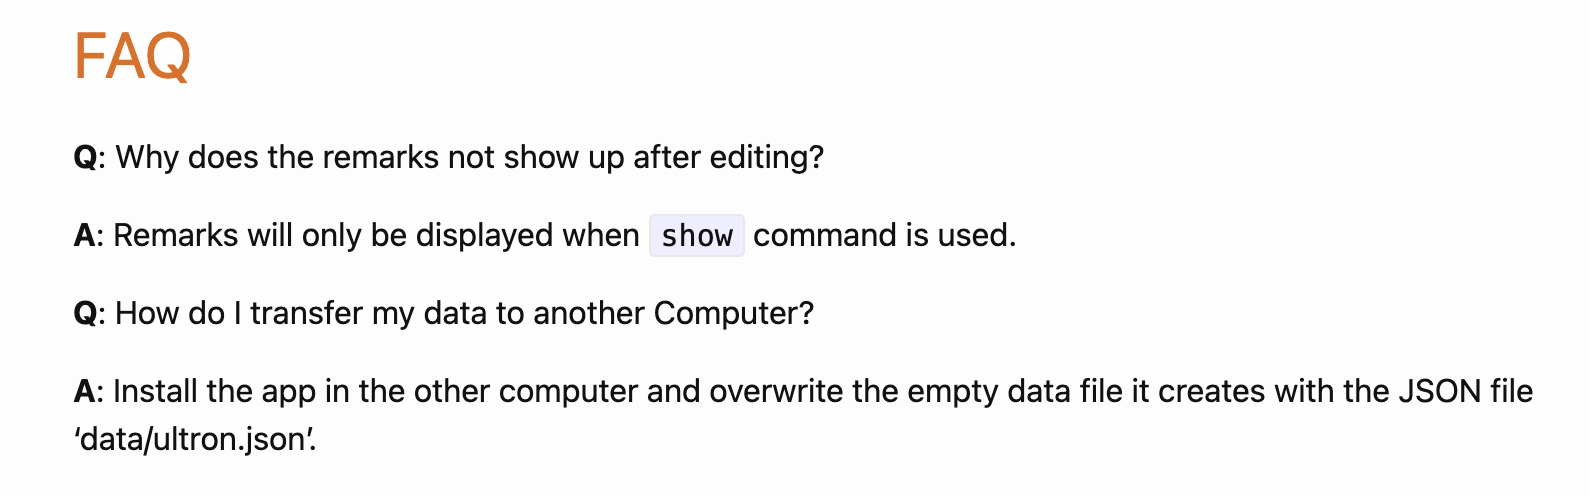 FAQ
Q: Why does the remarks not show up after editing?
A: Remarks will only be displayed when show command is used.
Q: How do I transfer my data to another Computer?
A: Install the app in the other computer and overwrite the empty data file it creates with the JSON file
‘data/ultron.json’.